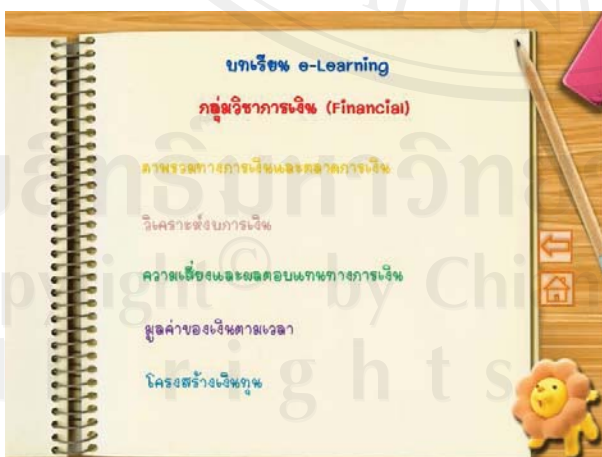 บทเรียน e-Learning
กลุ่มวิชาการเงิน (Financial)
ภาพรวมทางการเงินและตลาดการเงิน
วิเคราะห์งบการเงิน
ความเสี่ยงและผลตอบแทนทางการเงิน
มูลค่าของเงินตามเวลา
โครงสร้างเงินทุน
by Chi
rights